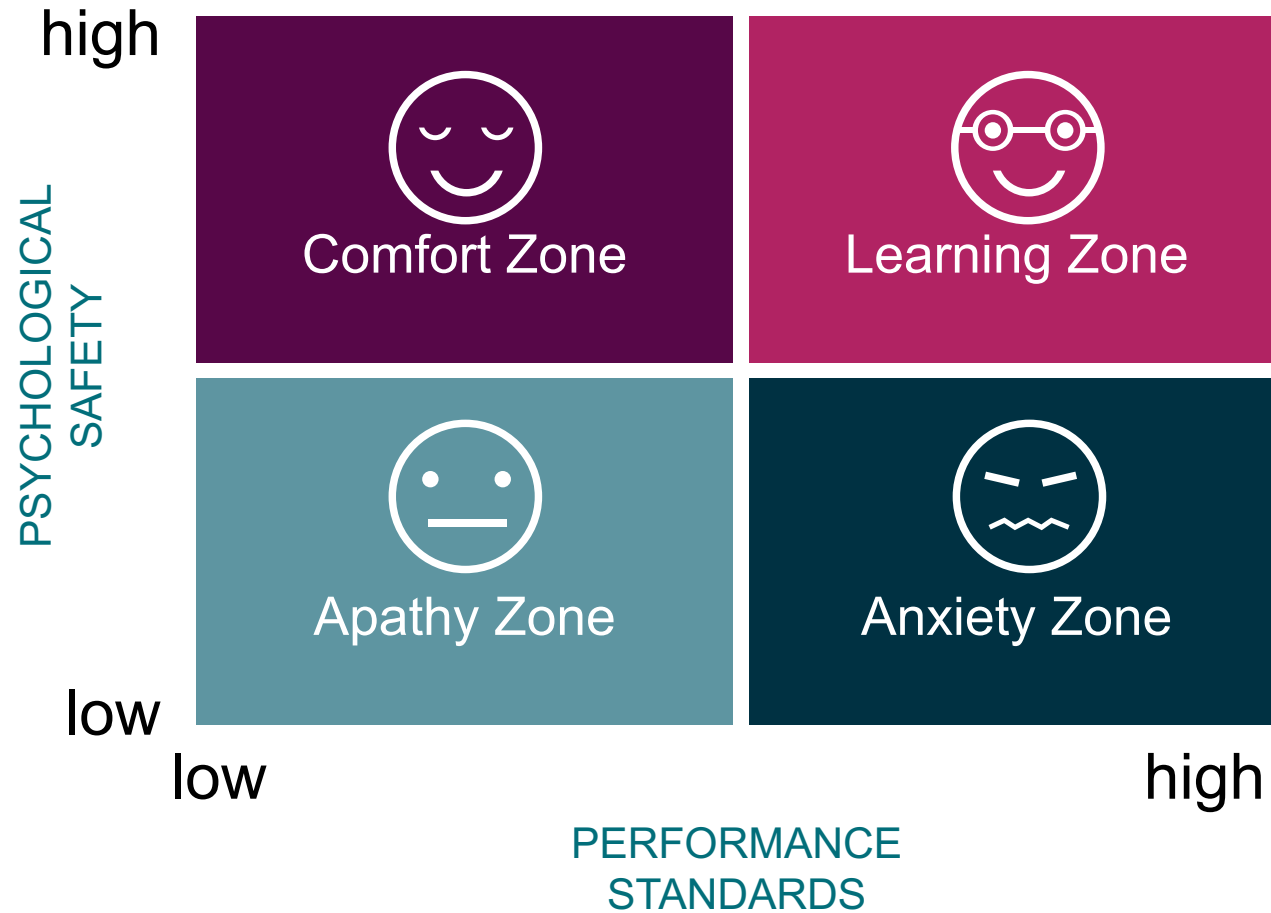 high
PSYCHOLOGICAL
SAFETY
Comfort Zone
Learning Zone
Apathy Zone
Anxiety Zone
low
low
high
PERFORMANCE
STANDARDS